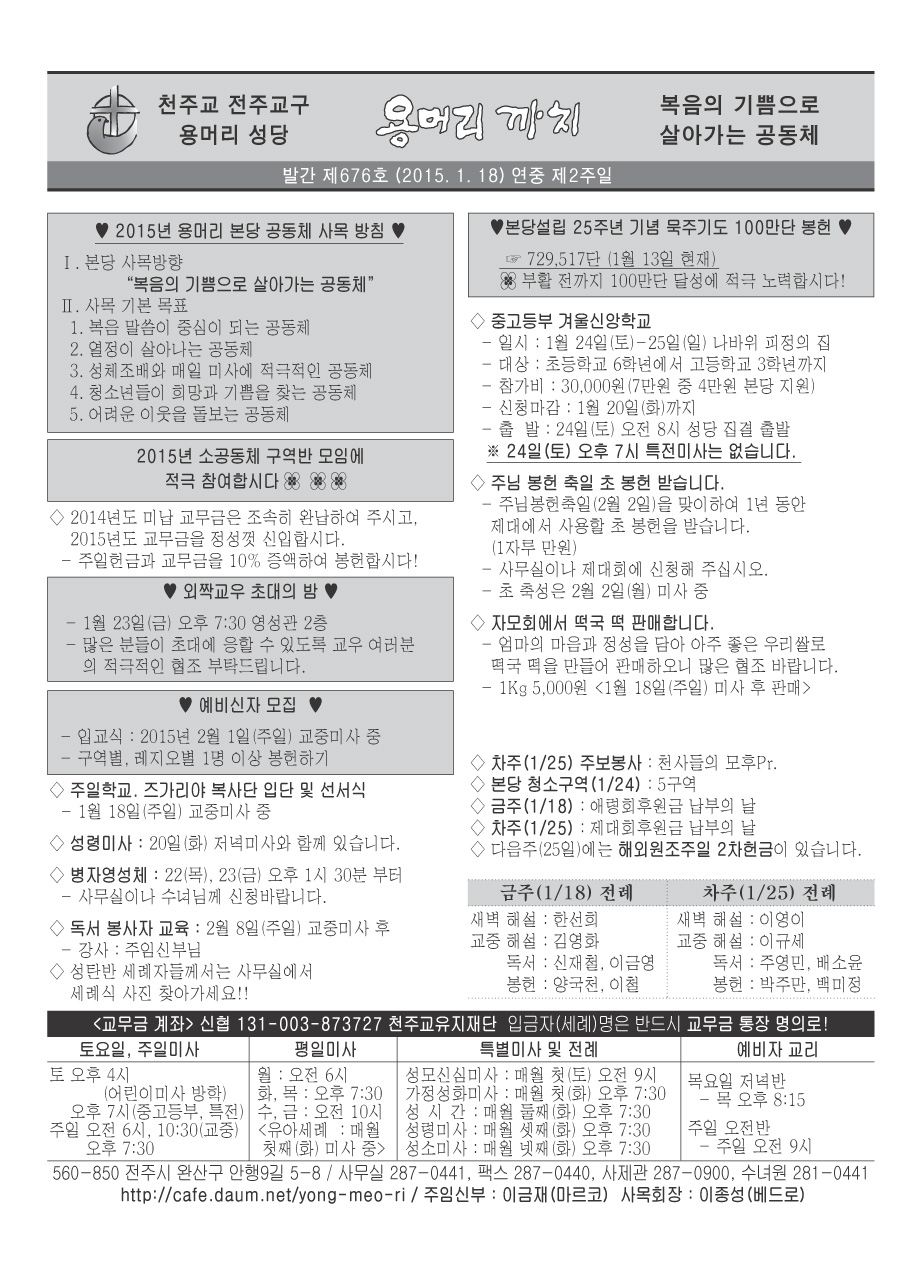 천주교 전주교구
용머리 성당
용머리 까치
복음의 기쁨으로
살아가는 공동체
발간 제676호 (2015. 1. 18) 연중 제2주일
♥ 2015년 용머리 본당 공동체 사목 방침 ♥
Ⅰ. 본당 사목방향
“복음의 기쁨으로 살아가는 공동체”
Ⅱ. 사목 기본 목표
1. 복음 말씀이 중심이 되는 공동체
2. 열정이 살아나는 공동체
3. 성체조배와 매일 미사에 적극적인 공동체
4. 청소년들이 희망과 기쁨을 찾는 공동체
5. 어려운 이웃을 돌보는 공동체
2015년 소공동체 구역반 모임에
적극 참여합시다 ꕥ ꕥ ꕥ
◇ 2014년도 미납 교무금은 조속히 완납하여 주시고,
2015년도 교무금을 정성껏 신입합시다.
- 주일헌금과 교무금을 10% 증액하여 봉헌합시다!
♥ 외짝교우 초대의 밤 ♥
- 1월 23일(금) 오후 7:30 영성관 2층
- 많은 분들이 초대에 응할 수 있도록 교우 여러분
의 적극적인 협조 부탁드립니다.
♥ 예비신자 모집 ♥
- 입교식 : 2015년 2월 1일(주일) 교중미사 중
- 구역별, 레지오별 1명 이상 봉헌하기
◇ 주일학교. 즈가리야 복사단 입단 및 선서식
- 1월 18일(주일) 교중미사 중
◇ 성령미사 : 20일(화) 저녁미사와 함께 있습니다.
◇ 병자영성체 : 22(목), 23(금) 오후 1시 30분 부터
- 사무실이나 수녀님께 신청바랍니다.
◇ 독서 봉사자 교육 : 2월 8일(주일) 교중미사 후
- 강사 : 주임신부님
◇ 성탄반 세례자들께서는 사무실에서
세례식 사진 찾아가세요!!
♥본당설립 25주년 기념 묵주기도 100만단 봉헌 ♥
☞ 729,517단 (1월 13일 현재)
ꕥ 부활 전까지 100만단 달성에 적극 노력합시다!
◇ 중고등부 겨울신앙학교
- 일시 : 1월 24일(토)-25일(일) 나바위 피정의 집
- 대상 : 초등학교 6학년에서 고등학교 3학년까지
- 참가비 : 30,000원(7만원 중 4만원 본당 지원)
- 신청마감 : 1월 20일(화)까지
- 출 발 : 24일(토) 오전 8시 성당 집결 출발
※ 24일(토) 오후 7시 특전미사는 없습니다.
◇ 주님 봉헌 축일 초 봉헌 받습니다.
- 주님봉헌축일(2월 2일)을 맞이하여 1년 동안
제대에서 사용할 초 봉헌을 받습니다.
(1자루 만원)
- 사무실이나 제대회에 신청해 주십시오.
- 초 축성은 2월 2일(월) 미사 중
◇ 자모회에서 떡국 떡 판매합니다.
- 엄마의 마음과 정성을 담아 아주 좋은 우리쌀로
떡국 떡을 만들어 판매하오니 많은 협조 바랍니다.
- 1Kg 5,000원 <1월 18일(주일) 미사 후 판매>
◇ 차주(1/25) 주보봉사 : 천사들의 모후Pr.
◇ 본당 청소구역(1/24) : 5구역
◇ 금주(1/18) : 애령회후원금 납부의 날
◇ 차주(1/25) : 제대회후원금 납부의 날
◇ 다음주(25일)에는 해외원조주일 2차헌금이 있습니다.
금주(1/18) 전례 차주(1/25) 전례
새벽 해설 : 한선희 새벽 해설 : 이영이
교중 해설 : 김영화 교중 해설 : 이규세
독서 : 신재철, 이금영 독서 : 주영민, 배소윤
봉헌 : 양국천, 이철 봉헌 : 박주만, 백미정
<교무금 계좌> 신협 131-003-873727 천주교유지재단 입금자(세례)명은 반드시 교무금 통장 명의로!
토요일, 주일미사 평일미사 특별미사 및 전례 예비자 교리
토 오후 4시
(어린이미사 방학)
오후 7시(중고등부, 특전)
주일 오전 6시, 10:30(교중)
오후 7:30
월 : 오전 6시
화, 목 : 오후 7:30
수, 금 : 오전 10시
<유아세례 : 매월
첫째(화) 미사 중>
성모신심미사 : 매월 첫(토) 오전 9시
가정성화미사 : 매월 첫(화) 오후 7:30
성 시 간 : 매월 둘째(화) 오후 7:30
성령미사 : 매월 셋째(화) 오후 7:30
성소미사 : 매월 넷째(화) 오후 7:30
목요일 저녁반
- 목 오후 8:15
주일 오전반
- 주일 오전 9시
560-850 전주시 완산구 안행9길 5-8 / 사무실 287-0441, 팩스 287-0440, 사제관 287-0900, 수녀원 281-0441
http://cafe.daum.net/yong-meo-ri / 주임신부 : 이금재(마르코) 사목회장 : 이종성(베드로)